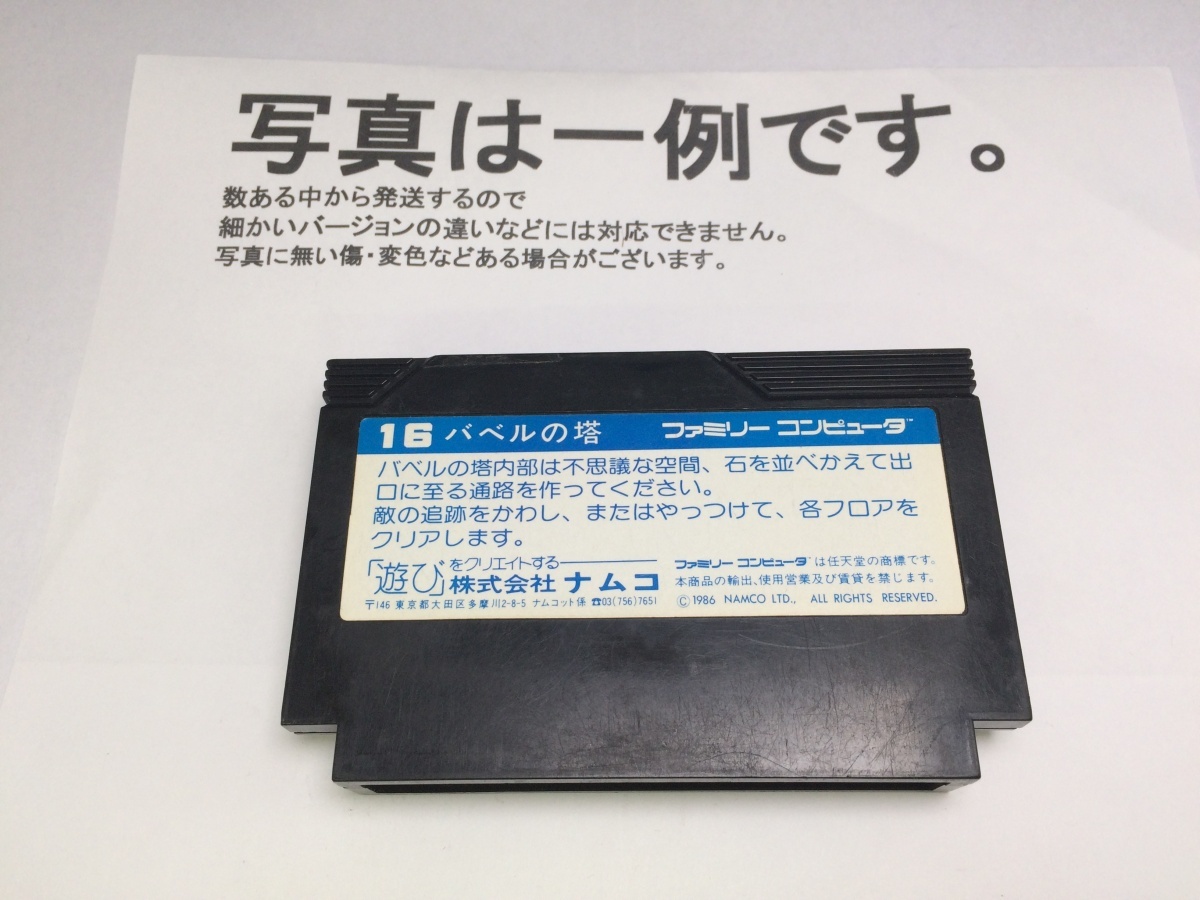 写真は一例です。
数ある中から発送するので
細かいバージョンの違いなどには対応できません。
写真に無い傷・変色などある場合がございます。
16 バベルの塔 ファミリー コンピュータ™
バベルの塔内部は不思議な空間、石を並べかえて出
口に至る通路を作ってください。
敵の追跡をかわし、またはやっつけて、各フロアを
クリアします。
「遊び」をクリエイトする
株式会社 ナムコ
〒146 東京都大田区多摩川2-8-5 ナムコット係 ☎03(756)7651
ファミリー コンピュータ™は任天堂の商標です。
本商品の輸出、使用営業及び賃貸を禁じます。
©1986 NAMCO LTD., ALL RIGHTS RESERVED.